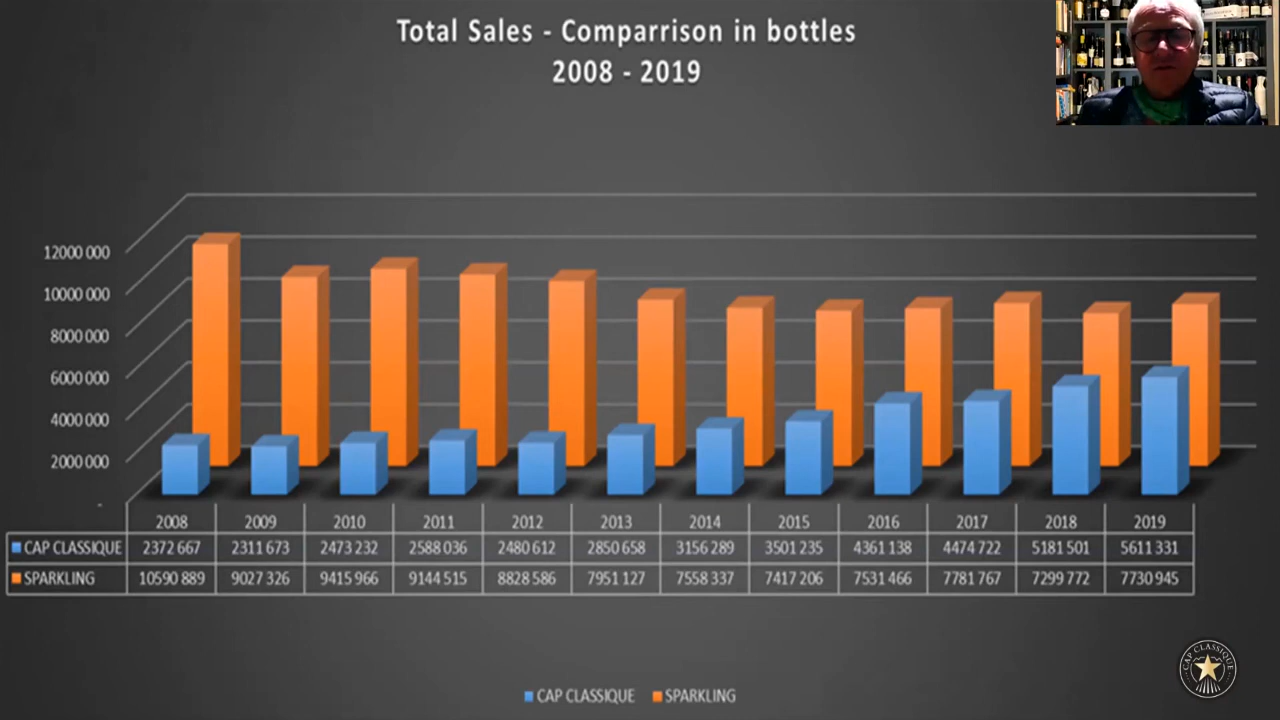 Total Sales - Comparrison in bottles
2008 - 2019
12000 000
10000 000
8000 000
6000 000
4000 000
2000 000
-
2008 2009 2010 2011 2012 2013 2014 2015 2016 2017 2018 2019
CAP CLASSIQUE 2372 667 2311 673 2473 232 2588 036 2480 612 2850 658 3156 289 3501 235 4361 138 4474 722 5181 501 5611 331
SPARKLING 10590 889 9027 326 9415 966 9144 515 8828 586 7951 127 7558 337 7417 206 7531 466 7781 767 7299 772 7730 945
CAP CLASSIQUE SPARKLING
CAP CLASSIQUE